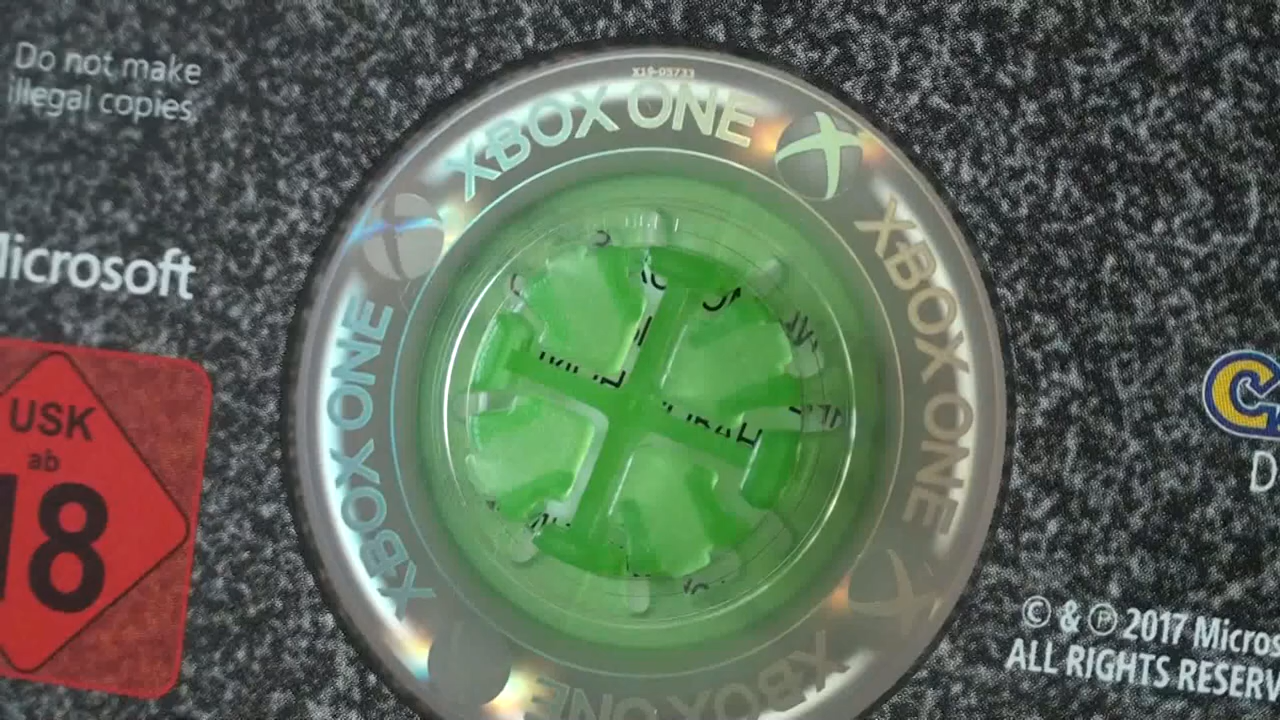 Do not make
illegal copies.
X19-05733
XBOX ONE
XBOX ONE
XBOX ONE
XBOX ONE
Microsoft
USK
ab
18
© & ℗ 2017 Micros
ALL RIGHTS RESERV